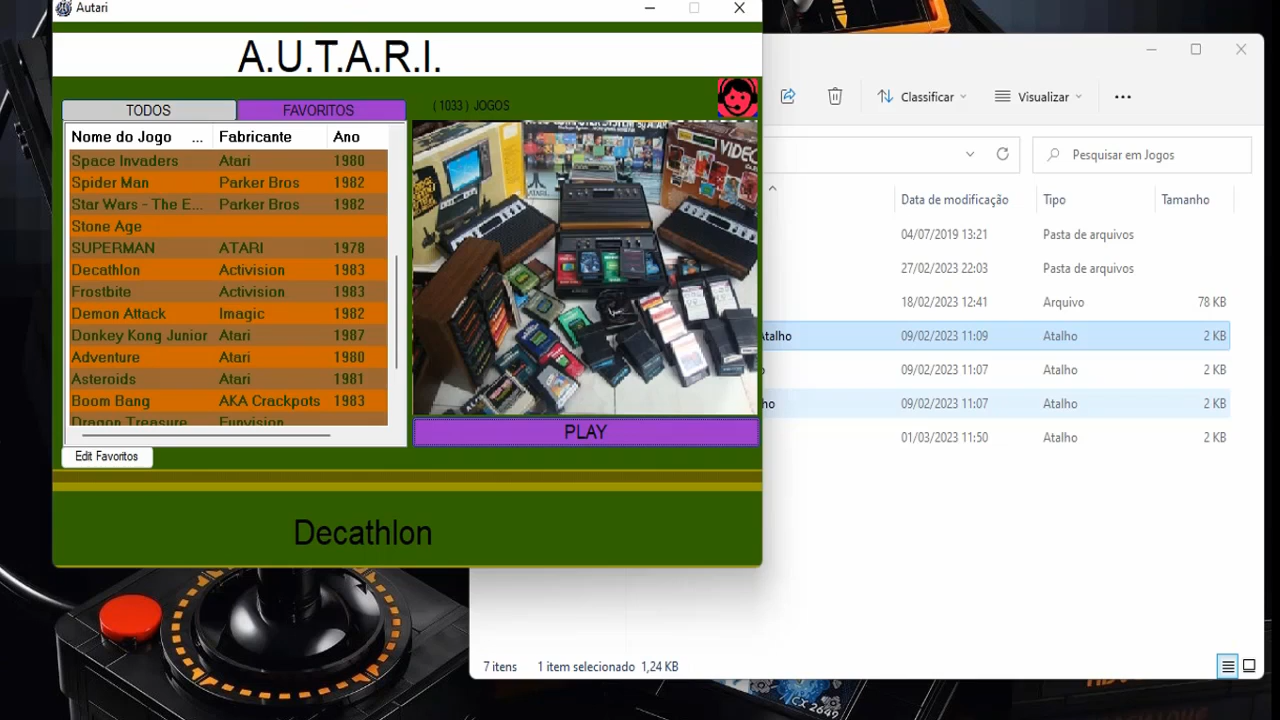 Autari
A.U.T.A.R.I.
TODOS FAVORITOS ( 1033 ) JOGOS
Nome do Jogo ... Fabricante Ano
Space Invaders Atari 1980
Spider Man Parker Bros 1982
Star Wars - The E... Parker Bros 1982
Stone Age
SUPERMAN ATARI 1978
Decathlon Activision 1983
Frostbite Activision 1983
Demon Attack Imagic 1982
Donkey Kong Junior Atari 1987
Adventure Atari 1980
Asteroids Atari 1981
Boom Bang AKA Crackpots 1983
Dragon Treasure Funvision
PLAY
Edit Favoritos
Decathlon
Classificar Visualizar ...
Pesquisar em Jogos
Data de modificação Tipo Tamanho
04/07/2019 13:21 Pasta de arquivos
27/02/2023 22:03 Pasta de arquivos
18/02/2023 12:41 Arquivo 78 KB
Atalho 09/02/2023 11:09 Atalho 2 KB
09/02/2023 11:07 Atalho 2 KB
ho 09/02/2023 11:07 Atalho 2 KB
01/03/2023 11:50 Atalho 2 KB
7 itens 1 item selecionado 1,24 KB
CX 2649